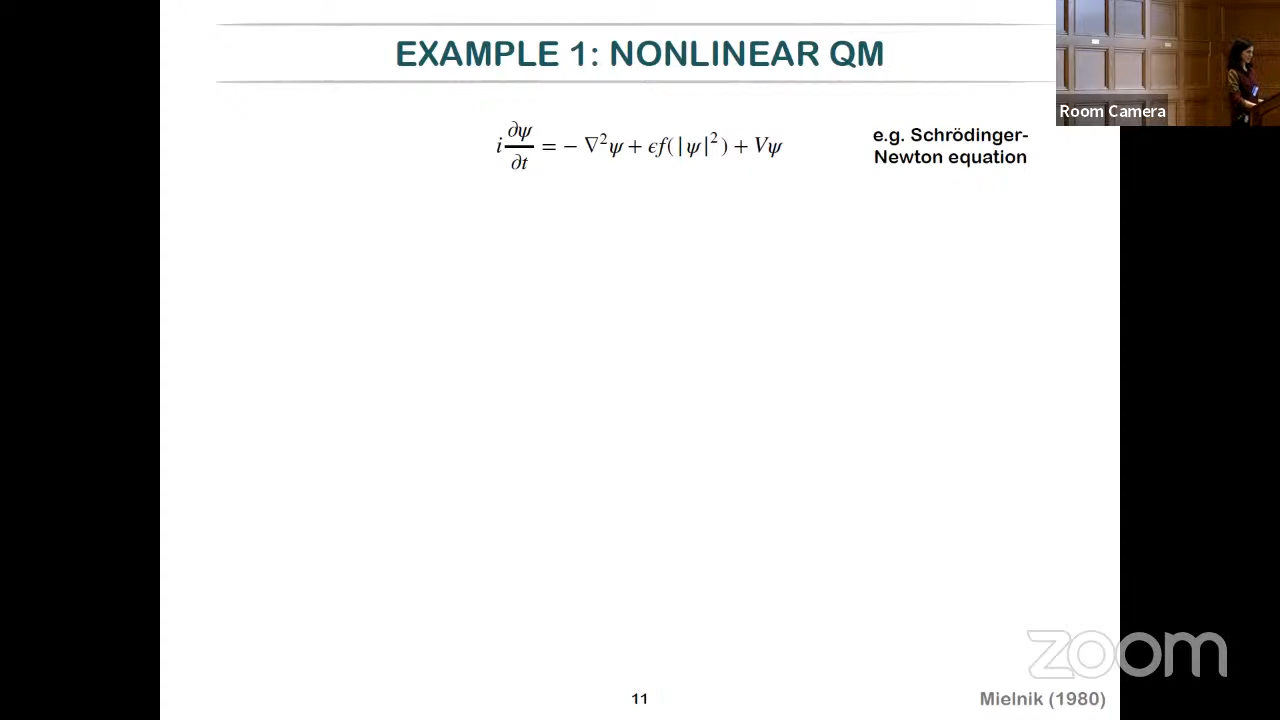 EXAMPLE 1: NONLINEAR QM
Room Camera
i ∂ψ/∂t = − ∇²ψ + ϵf(|ψ|²) + Vψ
e.g. Schrödinger-
Newton equation
zoom
11
Mielnik (1980)